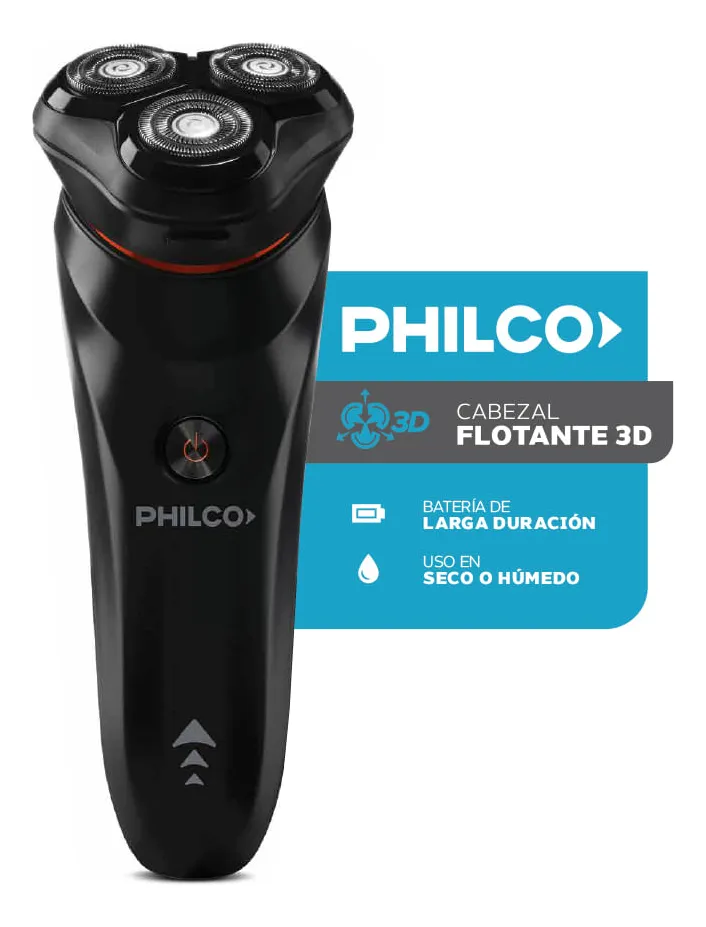 PHILCO
3D
CABEZAL
FLOTANTE 3D
BATERÍA DE
LARGA DURACIÓN
USO EN
SECO O HÚMEDO
PHILCO